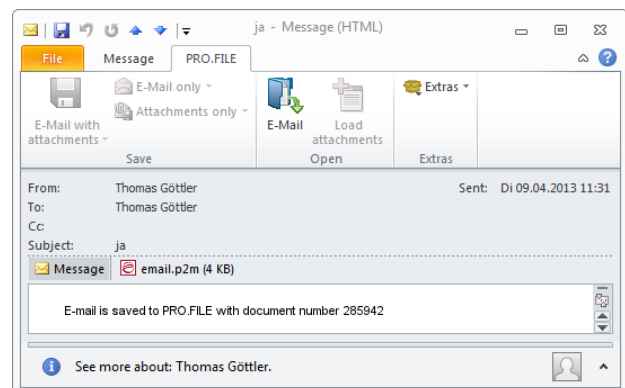 ja - Message (HTML)
File Message PRO.FILE
E-Mail with attachments
E-Mail only
Attachments only
Save
E-Mail
Load attachments
Open
Extras
Extras
From: Thomas Göttler Sent: Di 09.04.2013 11:31
To: Thomas Göttler
Cc:
Subject: ja
Message email.p2m (4 KB)
E-mail is saved to PRO.FILE with document number 285942
See more about: Thomas Göttler.